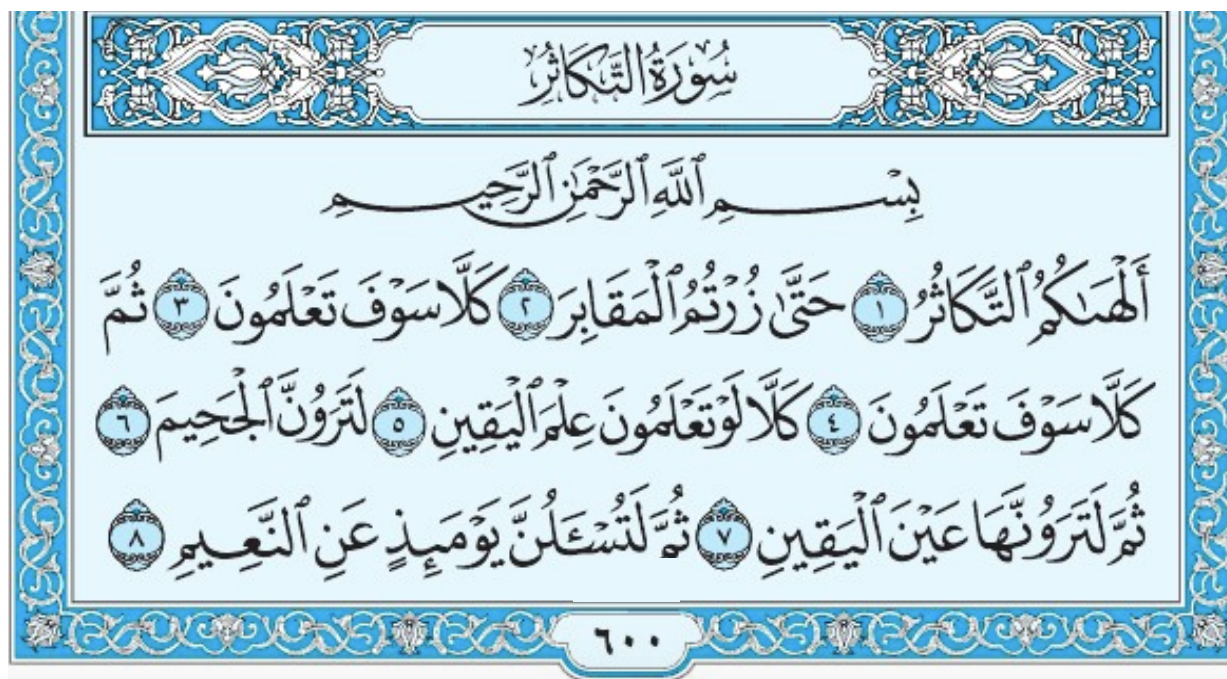 سُورَةُ التَّكَاثُرِ
بِسْمِ ٱللَّهِ ٱلرَّحْمَٰنِ ٱلرَّحِيمِ
أَلْهَىٰكُمُ ٱلتَّكَاثُرُ ١ حَتَّىٰ زُرْتُمُ ٱلْمَقَابِرَ ٢ كَلَّا سَوْفَ تَعْلَمُونَ ٣ ثُمَّ
كَلَّا سَوْفَ تَعْلَمُونَ ٤ كَلَّا لَوْ تَعْلَمُونَ عِلْمَ ٱلْيَقِينِ ٥ لَتَرَوُنَّ ٱلْجَحِيمَ ٦
ثُمَّ لَتَرَوُنَّهَا عَيْنَ ٱلْيَقِينِ ٧ ثُمَّ لَتُسْـَٔلُنَّ يَوْمَئِذٍ عَنِ ٱلنَّعِيمِ ٨
٦٠٠